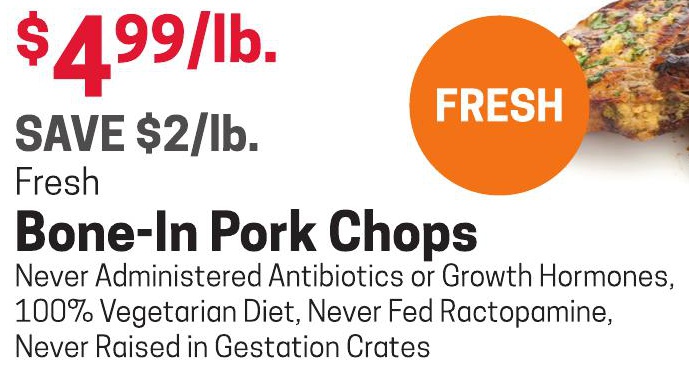 $4.99/lb.
SAVE $2/lb.
FRESH
Fresh
Bone-In Pork Chops
Never Administered Antibiotics or Growth Hormones,
100% Vegetarian Diet, Never Fed Ractopamine,
Never Raised in Gestation Crates